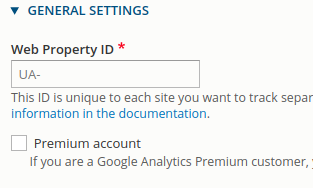 ▼ GENERAL SETTINGS
Web Property ID *
UA-
This ID is unique to each site you want to track separ
information in the documentation.
Premium account
If you are a Google Analytics Premium customer,